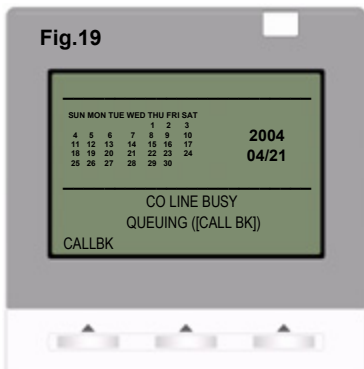 Fig.19
SUN MON TUE WED THU FRI SAT
1 2 3
4 5 6 7 8 9 10
11 12 13 14 15 16 17
18 19 20 21 22 23 24
25 26 27 28 29 30
2004
04/21
CO LINE BUSY
QUEUING ([CALL BK])
CALLBK